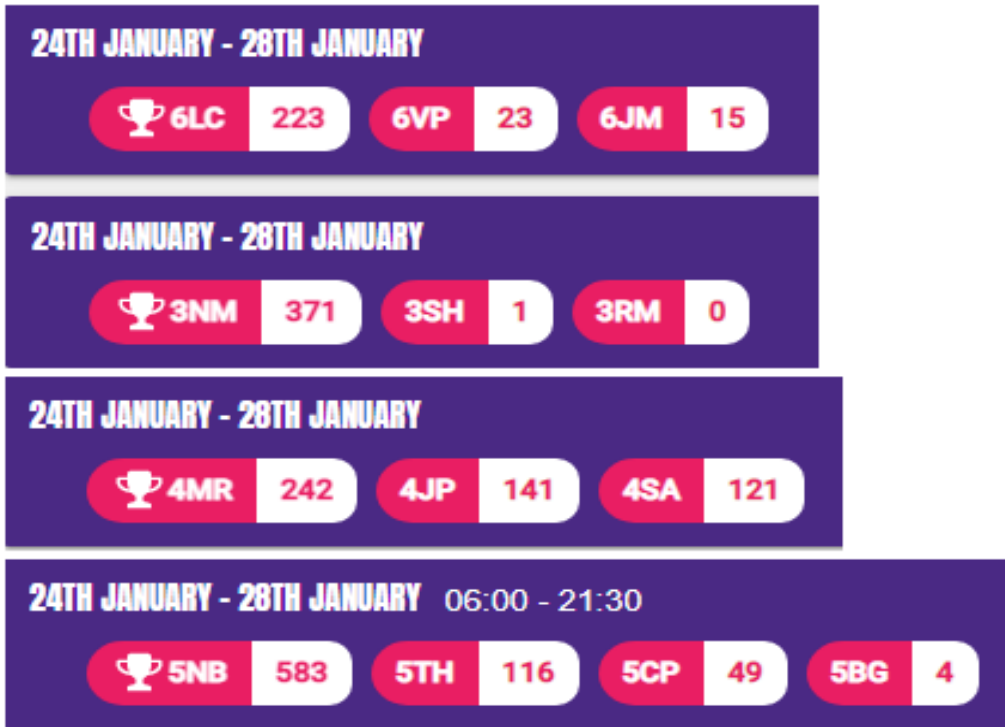 24TH JANUARY - 28TH JANUARY
6LC 223 6VP 23 6JM 15
24TH JANUARY - 28TH JANUARY
3NM 371 3SH 1 3RM 0
24TH JANUARY - 28TH JANUARY
4MR 242 4JP 141 4SA 121
24TH JANUARY - 28TH JANUARY 06:00 - 21:30
5NB 583 5TH 116 5CP 49 5BG 4